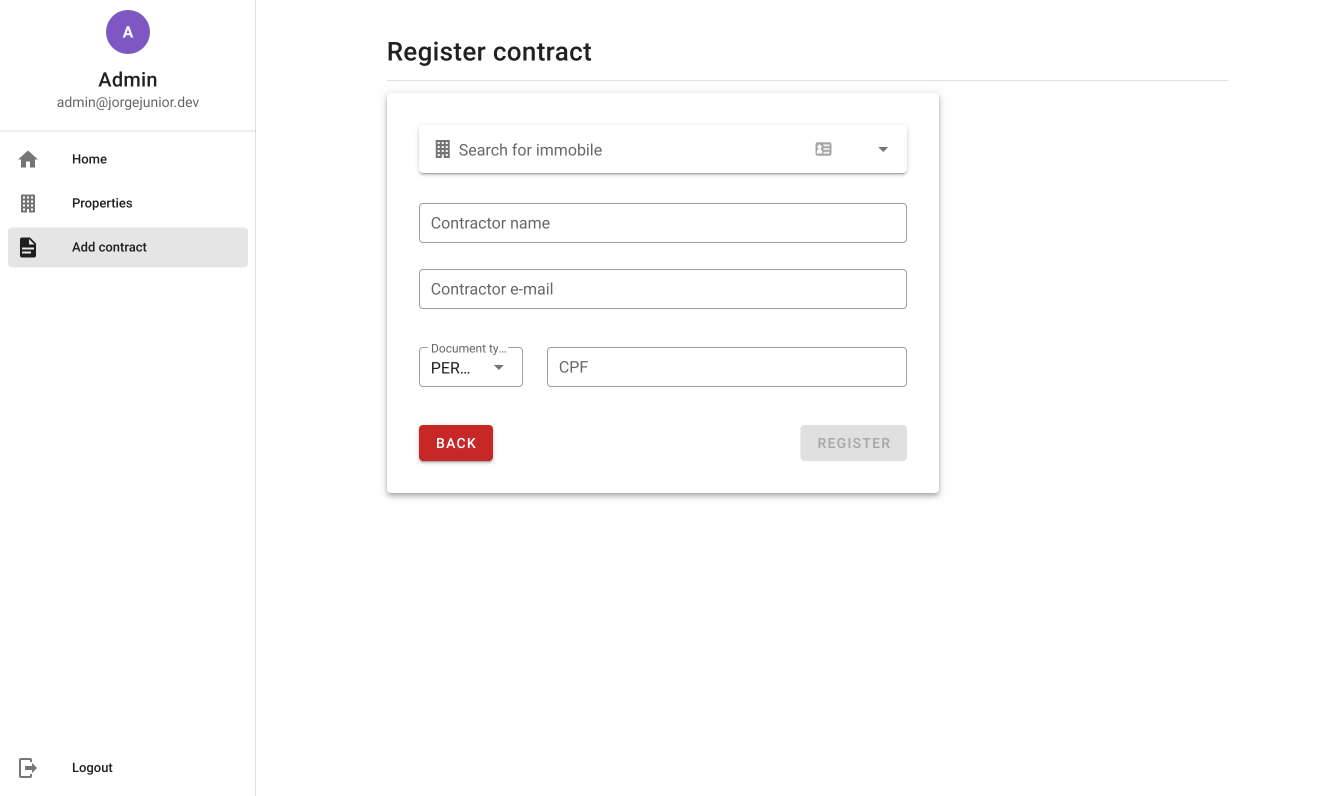 A
Admin
admin@jorgejunior.dev
Home
Properties
Add contract
Logout
Register contract
Search for immobile
Contractor name
Contractor e-mail
Document ty…
PER…
CPF
BACK
REGISTER